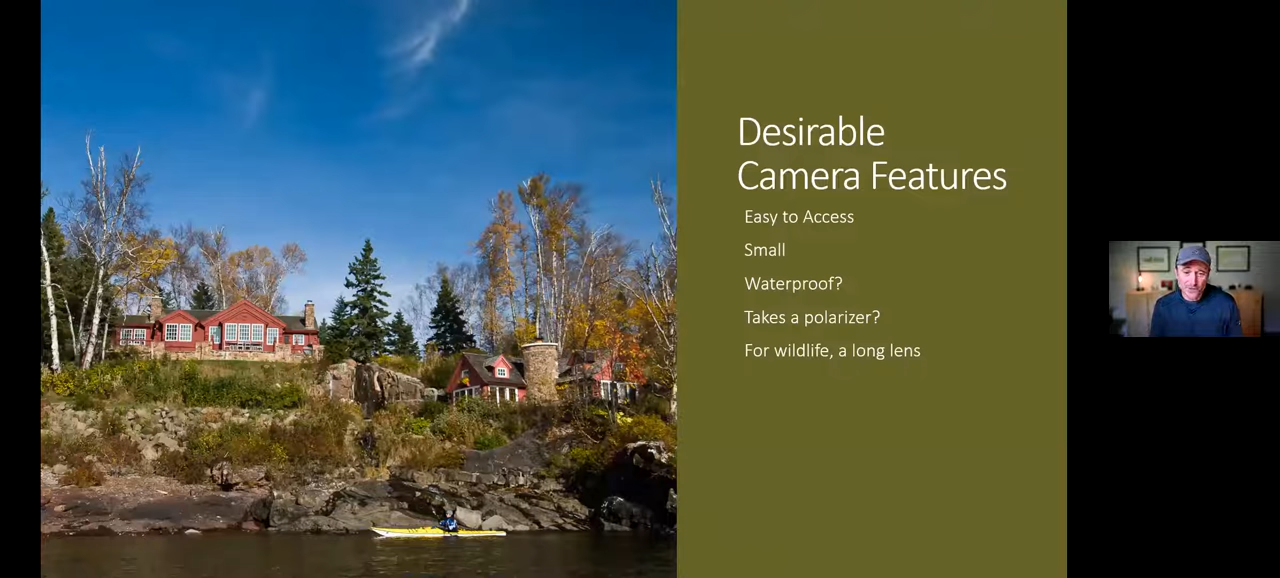 Desirable
Camera Features
Easy to Access
Small
Waterproof?
Takes a polarizer?
For wildlife, a long lens